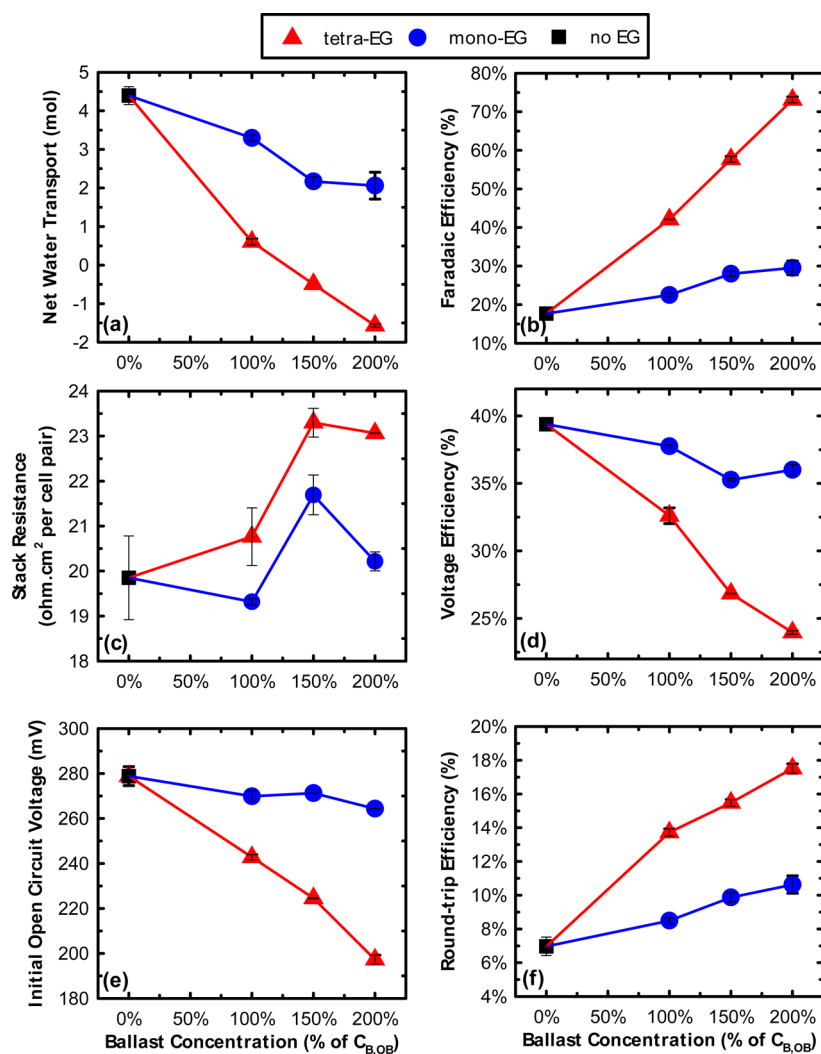 tetra-EG mono-EG no EG
Net Water Transport (mol)
5
4
3
2
1
0
-1
-2
(a)
0% 50% 100% 150% 200%
Faradaic Efficiency (%)
80%
70%
60%
50%
40%
30%
20%
10%
(b)
0% 50% 100% 150% 200%
Stack Resistance
(ohm.cm² per cell pair)
24
23
22
21
20
19
18
(c)
0% 50% 100% 150% 200%
Voltage Efficiency (%)
40%
35%
30%
25%
(d)
0% 50% 100% 150% 200%
Initial Open Circuit Voltage (mV)
300
280
260
240
220
200
180
(e)
0% 50% 100% 150% 200%
Ballast Concentration (% of C_B,OB)
Round-trip Efficiency (%)
20%
18%
16%
14%
12%
10%
8%
6%
4%
(f)
0% 50% 100% 150% 200%
Ballast Concentration (% of C_B,OB)